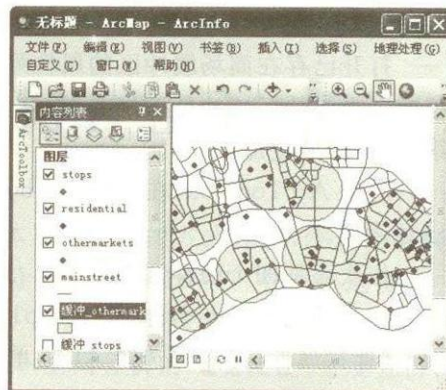 无标题 - ArcMap - ArcInfo
文件(F) 编辑(E) 视图(V) 书签(B) 插入(I) 选择(S) 地理处理(G)
自定义(C) 窗口(W) 帮助(H)
内容列表
ArcToolbox
图层
stops
residential
othermarkets
mainstreet
缓冲_othermark
缓冲_stops